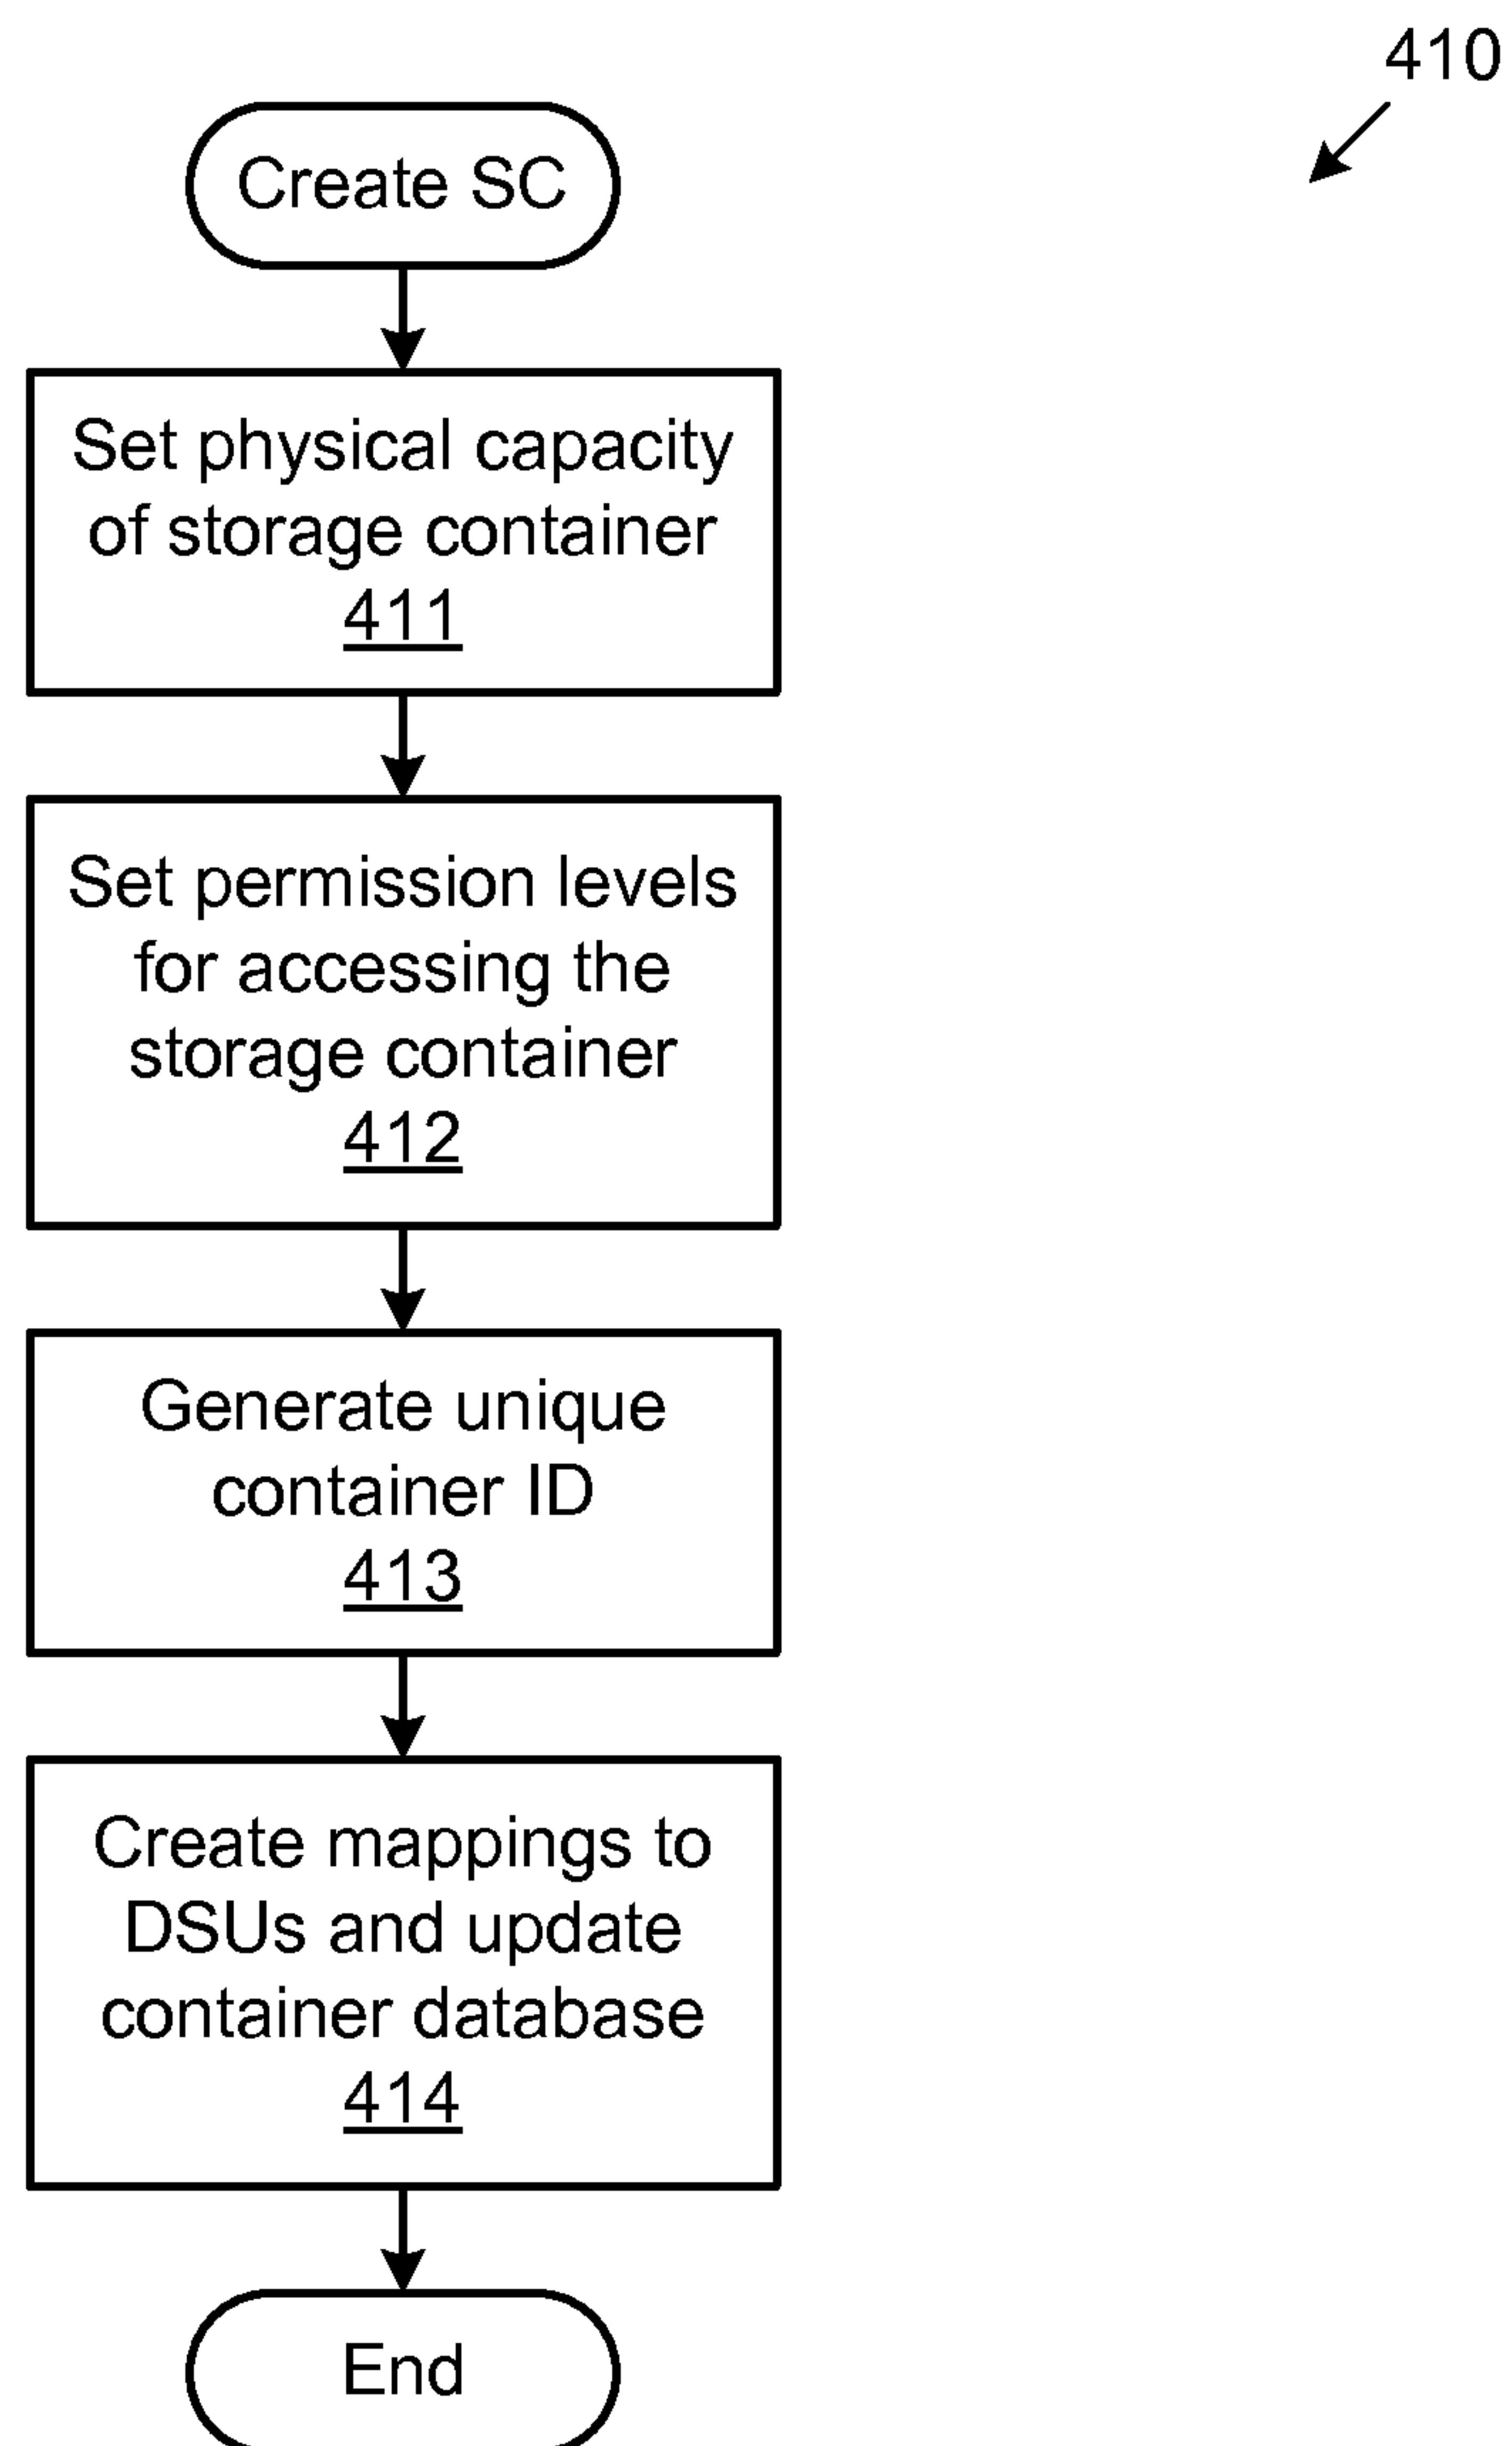 410
Create SC
Set physical capacity
of storage container
411
Set permission levels
for accessing the
storage container
412
Generate unique
container ID
413
Create mappings to
DSUs and update
container database
414
End